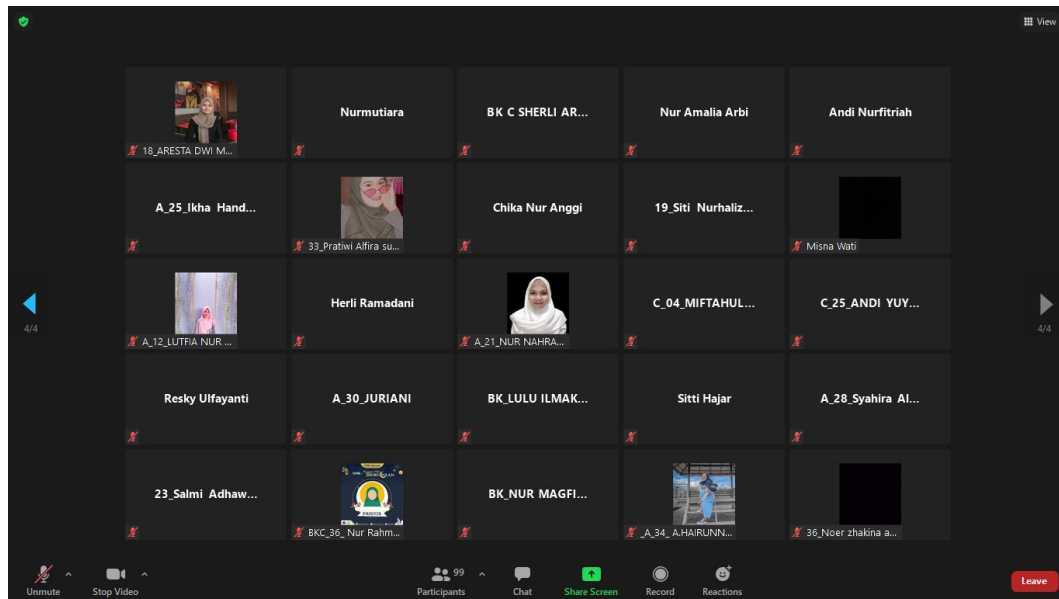 View
18_ARESTA DWI M...
Nurmutiara
BK C SHERLI AR...
Nur Amalia Arbi
Andi Nurfitriah
A_25_Ikha Hand...
33_Pratiwi Alfira su...
Chika Nur Anggi
19_Siti Nurhaliz...
Misna Wati
A_12_LUTFIA NUR ...
Herli Ramadani
A_21_NUR NAHRA...
C_04_MIFTAHUL...
C_25_ANDI YUY...
4/4
4/4
Resky Ulfayanti
A_30_JURIANI
BK_LULU ILMAK...
Sitti Hajar
A_28_Syahira Al...
23_Salmi Adhaw...
BKC_36_ Nur Rahm...
BK_NUR MAGFI...
_A_34_ A.HAIRUNN...
36_Noer zhakina a...
Unmute
Stop Video
99
Participants
Chat
Share Screen
Record
Reactions
Leave